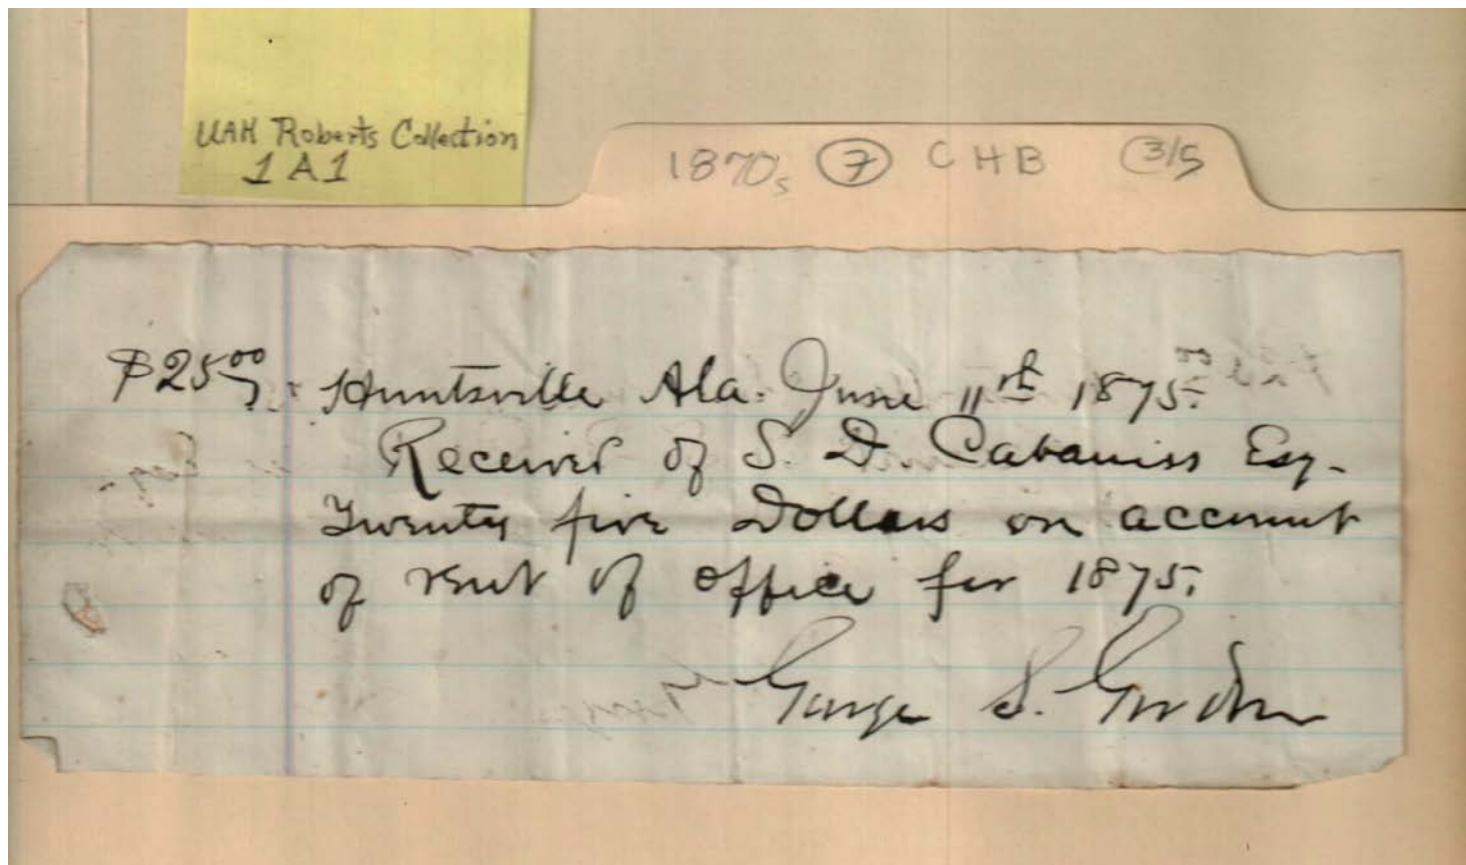 UAH Roberts Collection
1A1
1870s 7 CHB 3/5
$25.00 Huntsville Ala. June 11th 1875.
Received of S. D. Cabaniss Esq.
Twenty five Dollars on account
of rent of office for 1875.
George S. Gordon